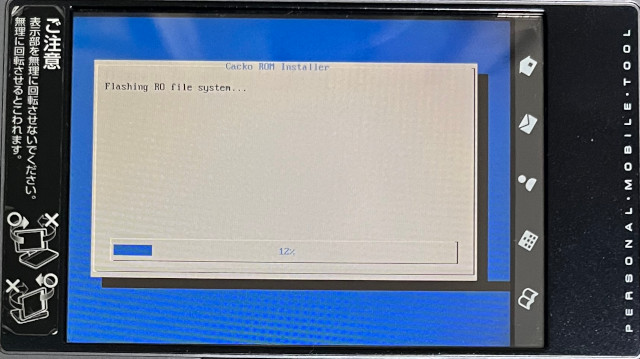 ご注意
表示部を無理に回転させないでください。
無理に回転させるとこわれます。
Cacko ROM Installer
Flashing RO file system...
12%
PERSONAL・MOBILE・TOOL